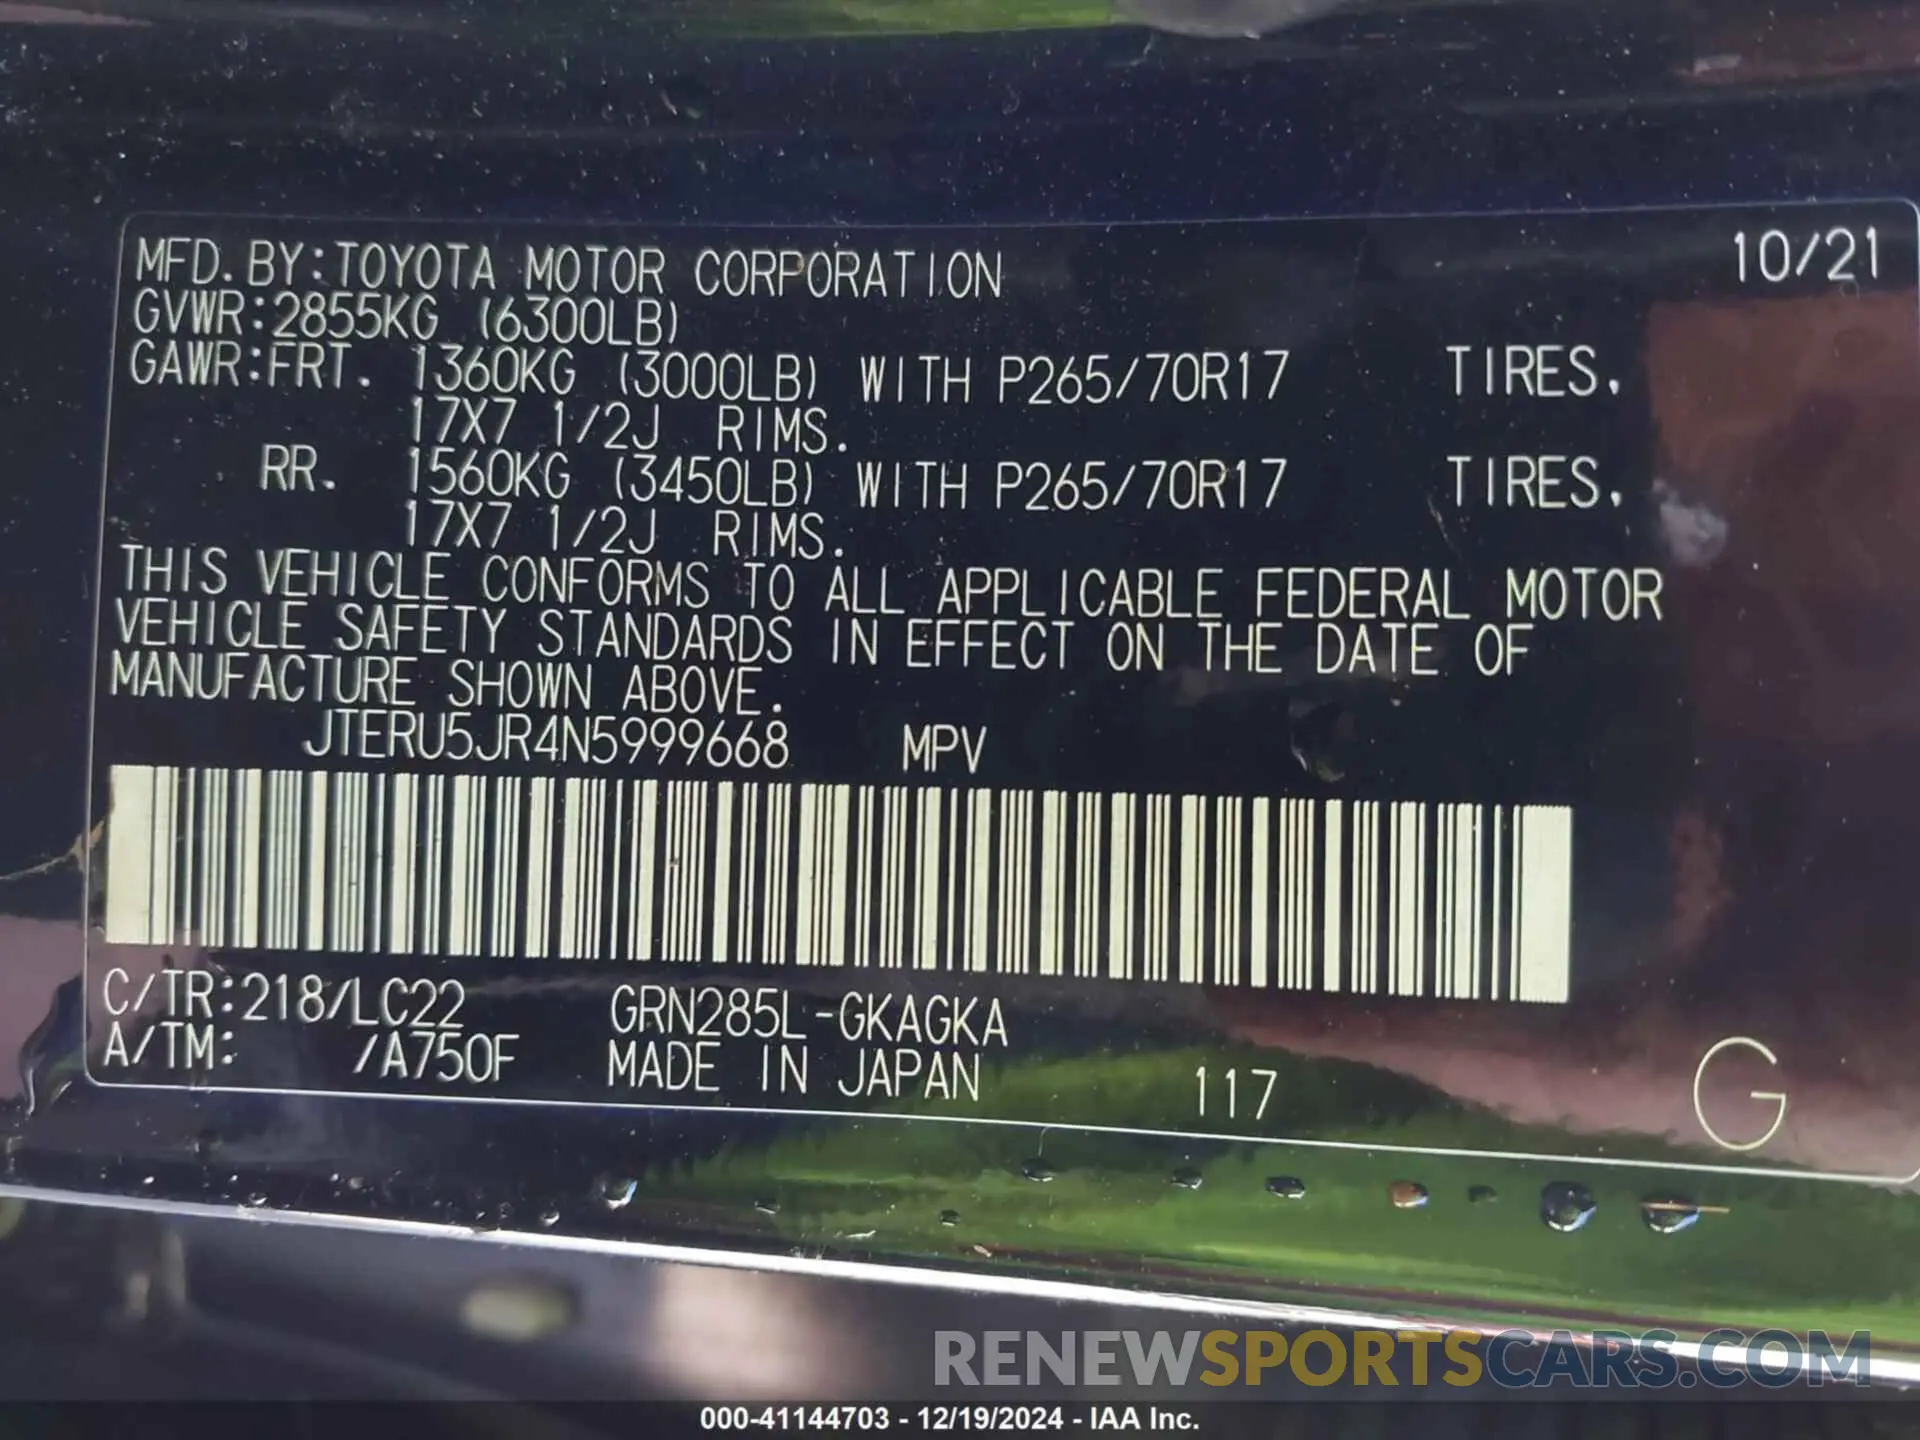 MFD.BY:TOYOTA MOTOR CORPORATION 10/21
GVWR:2855KG (6300LB)
GAWR:FRT. 1360KG (3000LB) WITH P265/70R17 TIRES,
17X7 1/2J RIMS.
RR. 1560KG (3450LB) WITH P265/70R17 TIRES,
17X7 1/2J RIMS.
THIS VEHICLE CONFORMS TO ALL APPLICABLE FEDERAL MOTOR
VEHICLE SAFETY STANDARDS IN EFFECT ON THE DATE OF
MANUFACTURE SHOWN ABOVE.
JTERU5JR4N5999668 MPV
C/TR:218/LC22 GRN285L-GKAGKA
A/TM: /A750F MADE IN JAPAN 117 G
RENEWSPORTSCARS.COM
000-41144703 - 12/19/2024 - IAA Inc.